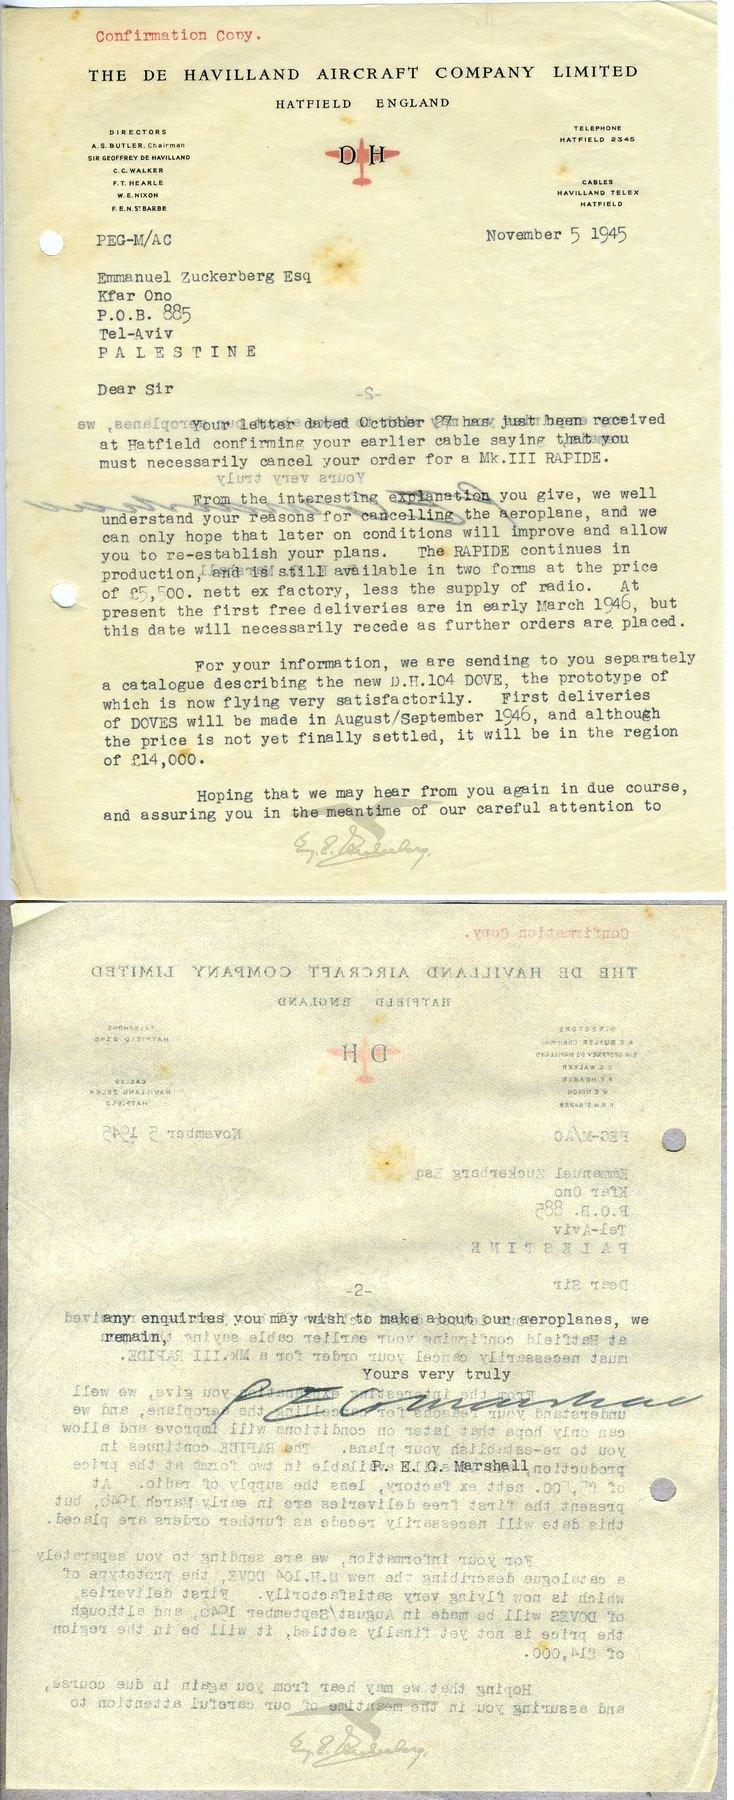 Confirmation Copy.
THE DE HAVILLAND AIRCRAFT COMPANY LIMITED
HATFIELD ENGLAND
DIRECTORS
A.S. BUTLER, Chairman
SIR GEOFFREY DE HAVILLAND
C.C. WALKER
F.T. HEARLE
W.E. NIXON
F.E.N. ST BARBE
D H
TELEPHONE
HATFIELD 2345
CABLES
HAVILLAND TELEX
HATFIELD
PEG-M/AC
November 5 1945
Emmanuel Zuckerberg Esq
Kfar Ono
P.O.B. 885
Tel-Aviv
PALESTINE
Dear Sir
Your letter dated October 27 has just been received
at Hatfield confirming your earlier cable saying that you
must necessarily cancel your order for a Mk.III RAPIDE.
From the interesting explanation you give, we well
understand your reasons for cancelling the aeroplane, and we
can only hope that later on conditions will improve and allow
you to re-establish your plans. The RAPIDE continues in
production, and is still available in two forms at the price
of £5,500. nett ex factory, less the supply of radio. At
present the first free deliveries are in early March 1946, but
this date will necessarily recede as further orders are placed.
For your information, we are sending to you separately
a catalogue describing the new D.H.104 DOVE, the prototype of
which is now flying very satisfactorily. First deliveries
of DOVES will be made in August/September 1946, and although
the price is not yet finally settled, it will be in the region
of £14,000.
Hoping that we may hear from you again in due course,
and assuring you in the meantime of our careful attention to
-2-
any enquiries you may wish to make about our aeroplanes, we
remain,
Yours very truly
P E G Marshall
P. E. G. Marshall